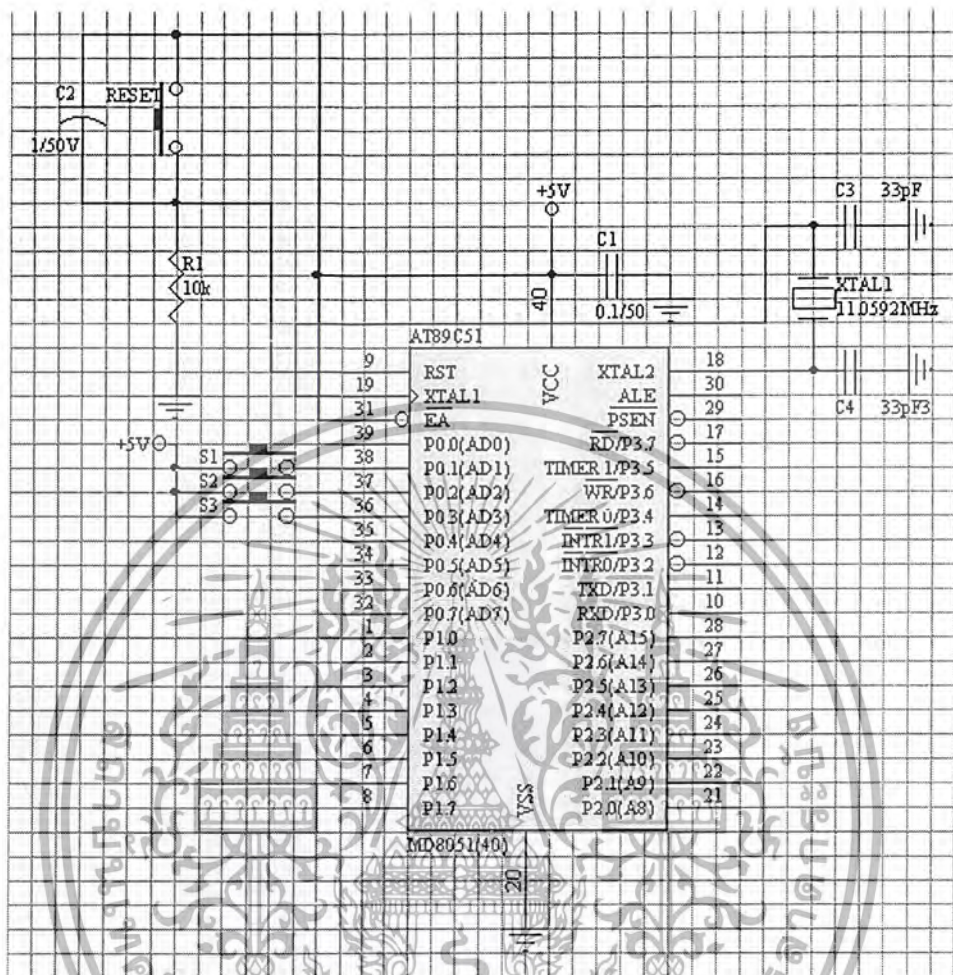 C2
RESET
1/50V
R1
10k
+5V
C1
0.1/50
40
C3 33pF
XTAL1
11.0592MHz
C4 33pF3
AT89C51
9 RST
19 XTAL1
31 EA
39 P0.0(AD0)
38 P0.1(AD1)
37 P0.2(AD2)
36 P0.3(AD3)
35 P0.4(AD4)
34 P0.5(AD5)
33 P0.6(AD6)
32 P0.7(AD7)
1 P1.0
2 P1.1
3 P1.2
4 P1.3
5 P1.4
6 P1.5
7 P1.6
8 P1.7
VCC
XTAL2 18
ALE 30
PSEN 29
RD/P3.7 17
TIMER 1/P3.5 15
WR/P3.6 16
TIMER 0/P3.4 14
INTR1/P3.3 13
INTR0/P3.2 12
TXD/P3.1 11
RXD/P3.0 10
P2.7(A15) 28
P2.6(A14) 27
P2.5(A13) 26
P2.4(A12) 25
P2.3(A11) 24
P2.2(A10) 23
P2.1(A9) 22
P2.0(A8) 21
VSS
MD8051(40)
20
+5V
S1
S2
S3